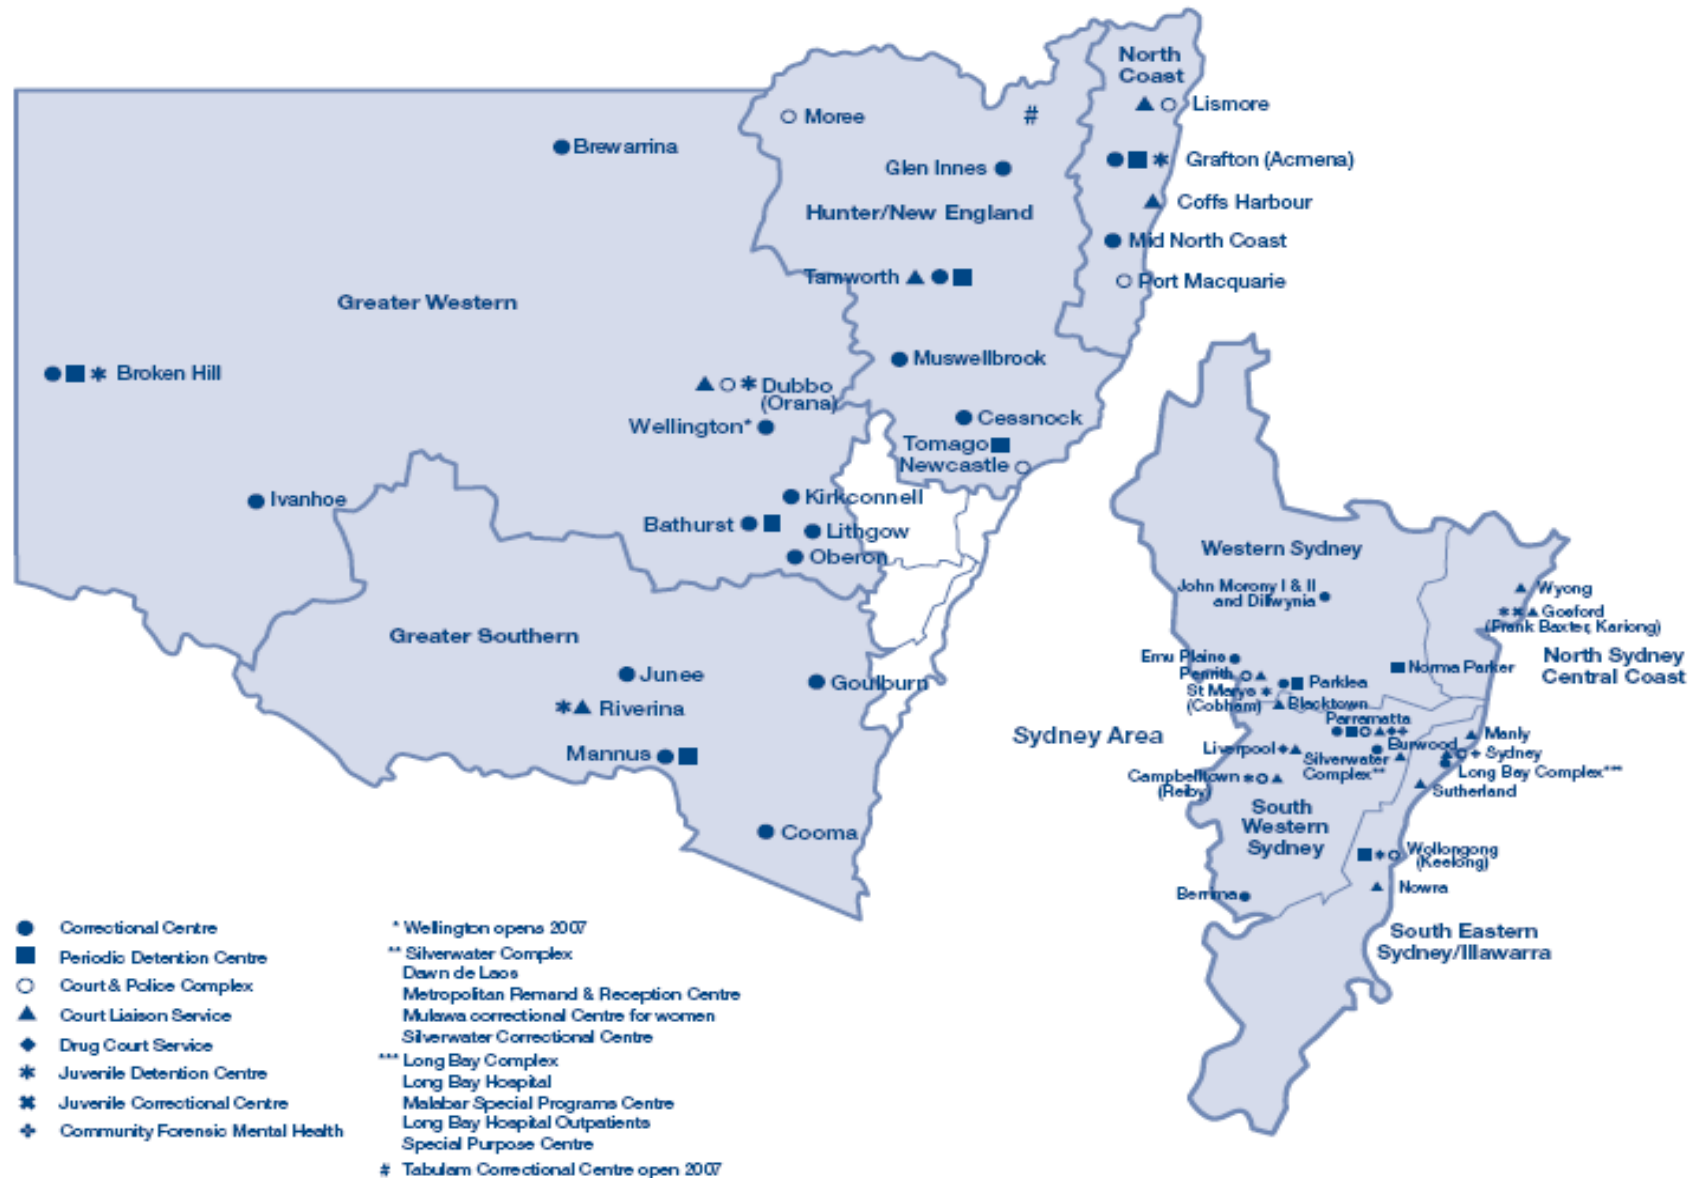 North
Coast
Lismore
Moree
#
Brewarrina
Glen Innes
Grafton (Acmena)
Hunter/New England
Coffs Harbour
Mid North Coast
Tamworth
Port Macquarie
Greater Western
Muswellbrook
Broken Hill
Dubbo
(Orana)
Wellington*
Cessnock
Tomago
Newcastle
Ivanhoe
Kirkconnell
Bathurst
Lithgow
Oberon
Greater Southern
Junee
Goulburn
Riverina
Mannus
Cooma
Western Sydney
John Morony I & II
and Dillwynia
Wyong
Gosford
(Frank Baxter, Kariong)
North Sydney
Central Coast
Emu Plains
Penrith
Norma Parker
St Marys
(Cobham)
Parklea
Blacktown
Sydney Area
Parramatta
Manly
Liverpool
Burwood
Sydney
Silverwater
Complex**
Long Bay Complex***
Campbelltown
(Reiby)
Sutherland
South
Western
Sydney
Wollongong
(Keelong)
Nowra
Berrima
South Eastern
Sydney/Illawarra
Correctional Centre
Periodic Detention Centre
Court & Police Complex
Court Liaison Service
Drug Court Service
Juvenile Detention Centre
Juvenile Correctional Centre
Community Forensic Mental Health
* Wellington opens 2007
** Silverwater Complex
Dawn de Laos
Metropolitan Remand & Reception Centre
Mulawa correctional Centre for women
Silverwater Correctional Centre
*** Long Bay Complex
Long Bay Hospital
Malabar Special Programs Centre
Long Bay Hospital Outpatients
Special Purpose Centre
# Tabulam Correctional Centre open 2007